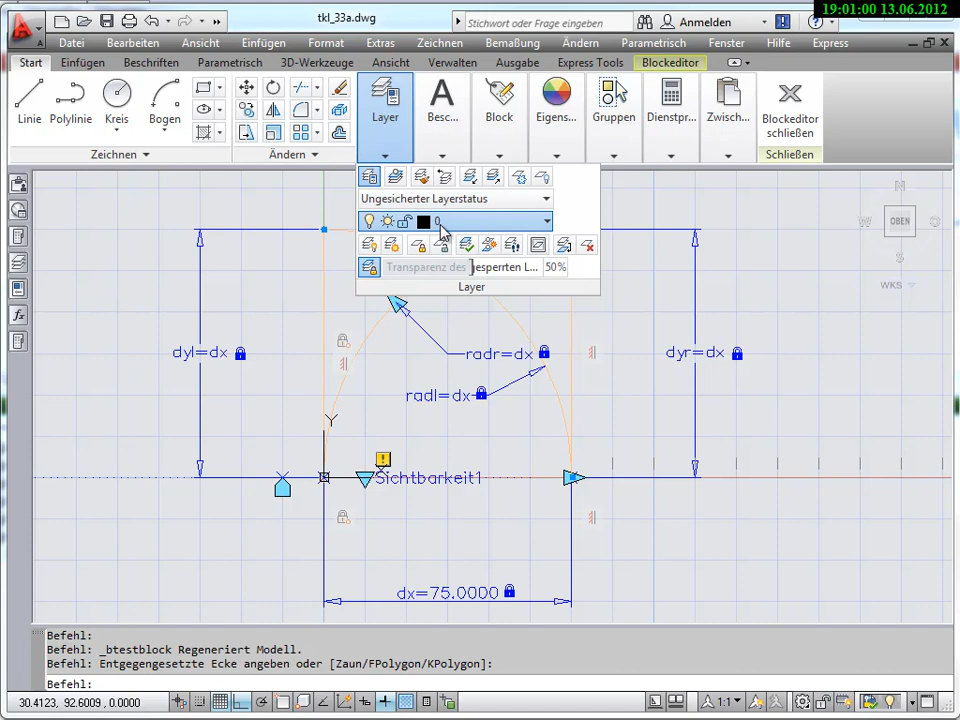 19:01:00 13.06.2012
tkl_33a.dwg
Stichwort oder Frage eingeben
Anmelden
Datei Bearbeiten Ansicht Einfügen Format Extras Zeichnen Bemaßung Ändern Parametrisch Fenster Hilfe Express
Start Einfügen Beschriften Parametrisch 3D-Werkzeuge Ansicht Verwalten Ausgabe Express Tools Blockeditor
Linie Polylinie Kreis Bogen
Layer Besc... Block Eigens... Gruppen Dienstpr... Zwisch... Blockeditor
schließen
Zeichnen Ändern Schließen
Ungesicherter Layerstatus
0
Transparenz des gesperrten L... 50%
Layer
N
W OBEN O
S
WKS
dyl=dx
radr=dx
dyr=dx
radl=dx
Y
Sichtbarkeit1
dx=75.0000
Befehl:
Befehl: _btestblock Regeneriert Modell.
Befehl: Entgegengesetzte Ecke angeben oder [Zaun/FPolygon/KPolygon]:
Befehl:
30.4123, 92.6009, 0.0000
1:1